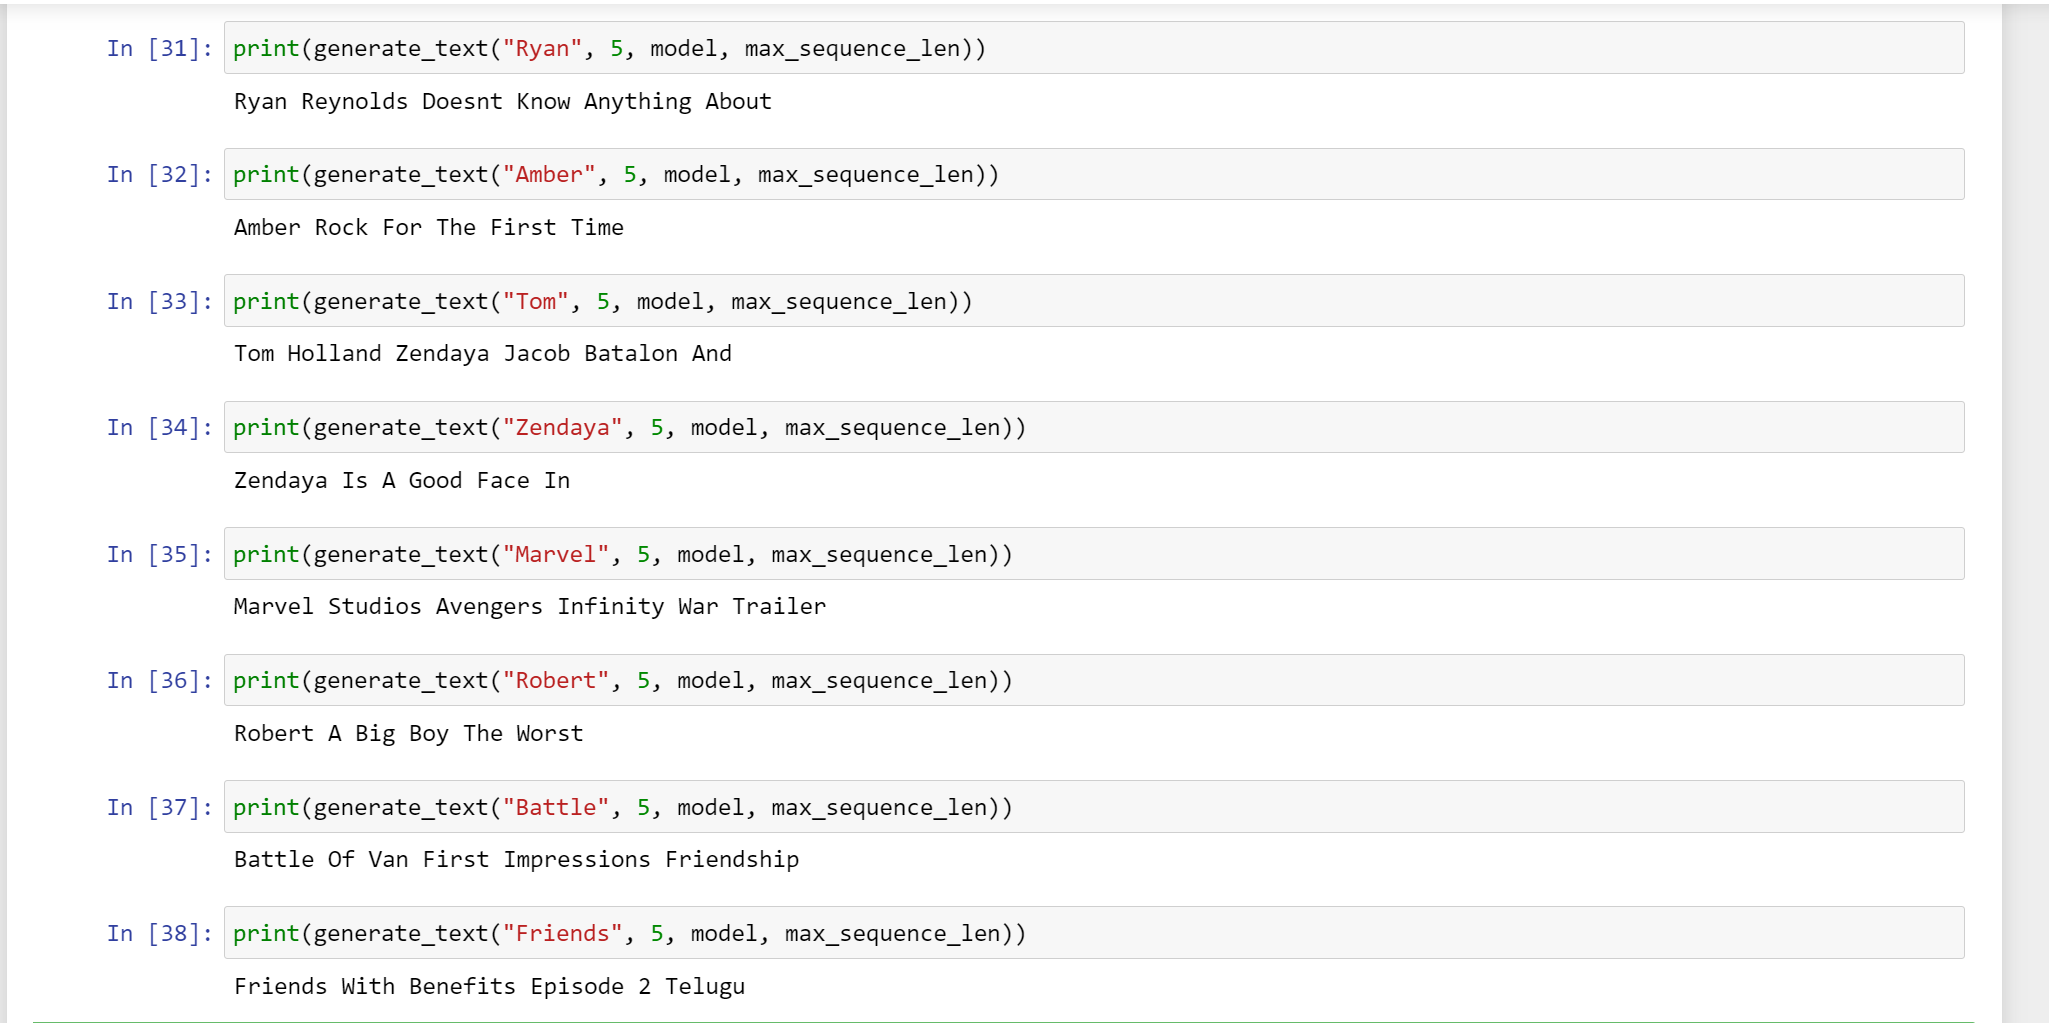 In [31]: print(generate_text("Ryan", 5, model, max_sequence_len))
Ryan Reynolds Doesnt Know Anything About
In [32]: print(generate_text("Amber", 5, model, max_sequence_len))
Amber Rock For The First Time
In [33]: print(generate_text("Tom", 5, model, max_sequence_len))
Tom Holland Zendaya Jacob Batalon And
In [34]: print(generate_text("Zendaya", 5, model, max_sequence_len))
Zendaya Is A Good Face In
In [35]: print(generate_text("Marvel", 5, model, max_sequence_len))
Marvel Studios Avengers Infinity War Trailer
In [36]: print(generate_text("Robert", 5, model, max_sequence_len))
Robert A Big Boy The Worst
In [37]: print(generate_text("Battle", 5, model, max_sequence_len))
Battle Of Van First Impressions Friendship
In [38]: print(generate_text("Friends", 5, model, max_sequence_len))
Friends With Benefits Episode 2 Telugu